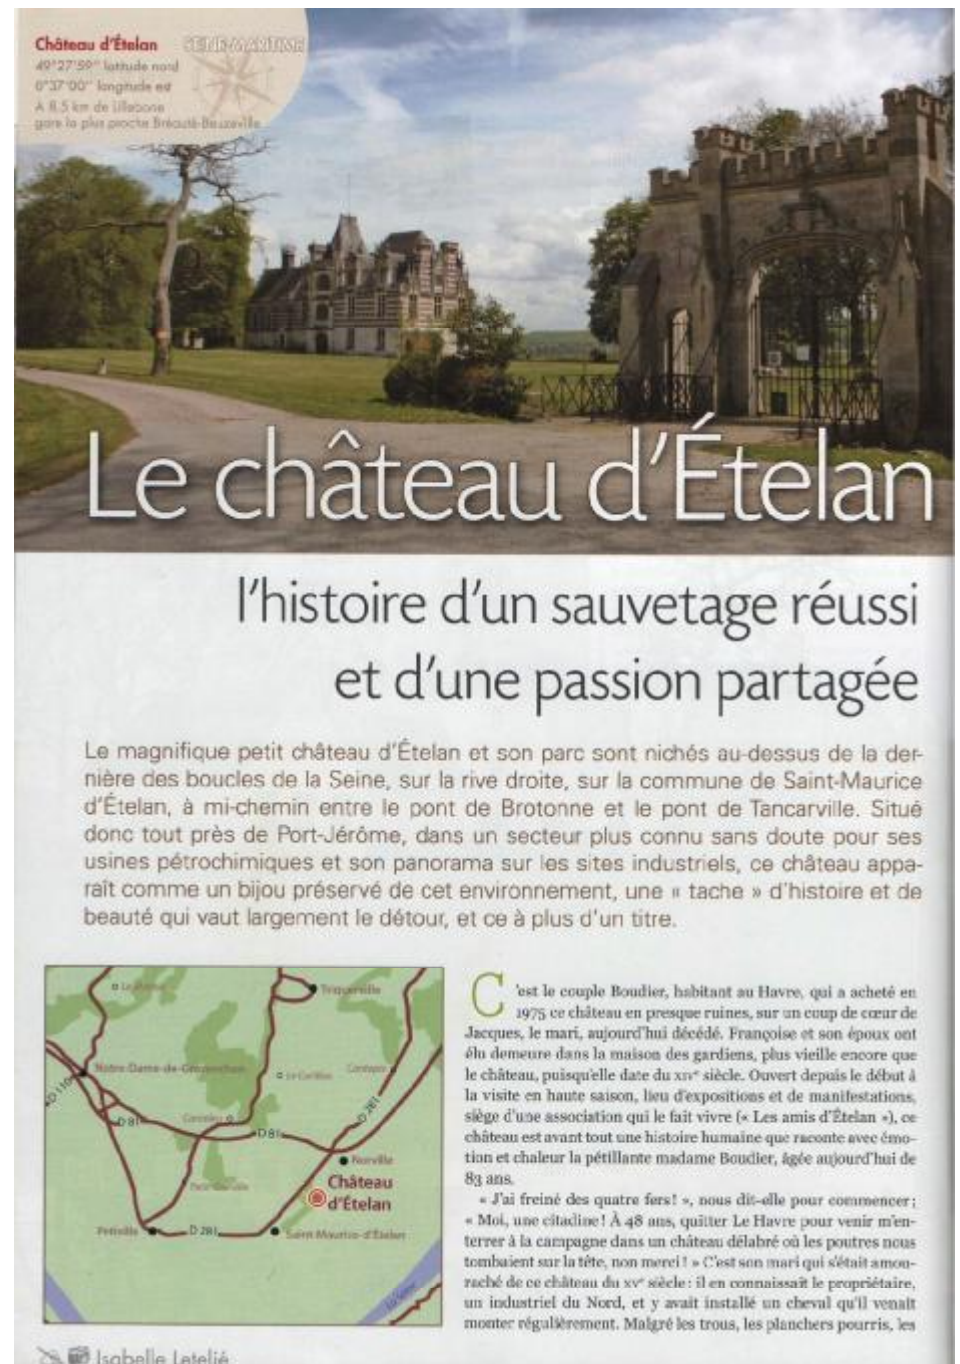 Château d'Ételan
SEINE-MARITIME
49°27'59'' latitude nord
0°37'00'' longitude est
A 8.5 km de Lillebone
gare la plus proche Bréauté-Beuzeville
Le château d'Ételan
l'histoire d'un sauvetage réussi
et d'une passion partagée
Le magnifique petit château d'Ételan et son parc sont nichés au-dessus de la der-
nière des boucles de la Seine, sur la rive droite, sur la commune de Saint-Maurice
d'Ételan, à mi-chemin entre le pont de Brotonne et le pont de Tancarville. Situé
donc tout près de Port-Jérôme, dans un secteur plus connu sans doute pour ses
usines pétrochimiques et son panorama sur les sites industriels, ce château appa-
raît comme un bijou préservé de cet environnement, une « tache » d'histoire et de
beauté qui vaut largement le détour, et ce à plus d'un titre.
Triquerville
Notre-Dame-de-Gravenchon
D 110
D 81
D 81
D 281
Norville
Château
d'Ételan
Petiville
D 281
Saint-Maurice-d'Ételan
La Seine
C'est le couple Boudier, habitant au Havre, qui a acheté en
1975 ce château en presque ruines, sur un coup de cœur de
Jacques, le mari, aujourd'hui décédé. Françoise et son époux ont
élu demeure dans la maison des gardiens, plus vieille encore que
le château, puisqu'elle date du XIVe siècle. Ouvert depuis le début à
la visite en haute saison, lieu d'expositions et de manifestations,
siège d'une association qui le fait vivre (« Les amis d'Ételan »), ce
château est avant tout une histoire humaine que raconte avec émo-
tion et chaleur la pétillante madame Boudier, âgée aujourd'hui de
83 ans.
« J'ai freiné des quatre fers! », nous dit-elle pour commencer;
« Moi, une citadine! À 48 ans, quitter Le Havre pour venir m'en-
terrer à la campagne dans un château délabré où les poutres nous
tombaient sur la tête, non merci! » C'est son mari qui s'était amou-
raché de ce château du XVe siècle: il en connaissait le propriétaire,
un industriel du Nord, et y avait installé un cheval qu'il venait
monter régulièrement. Malgré les trous, les planchers pourris, les
Isabelle Letelié